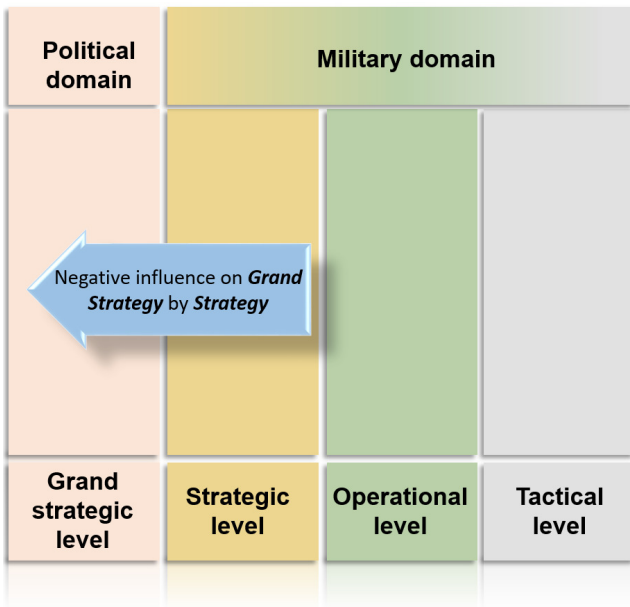 Political
domain
Military domain
Negative influence on Grand
Strategy by Strategy
Grand
strategic
level
Strategic
level
Operational
level
Tactical
level